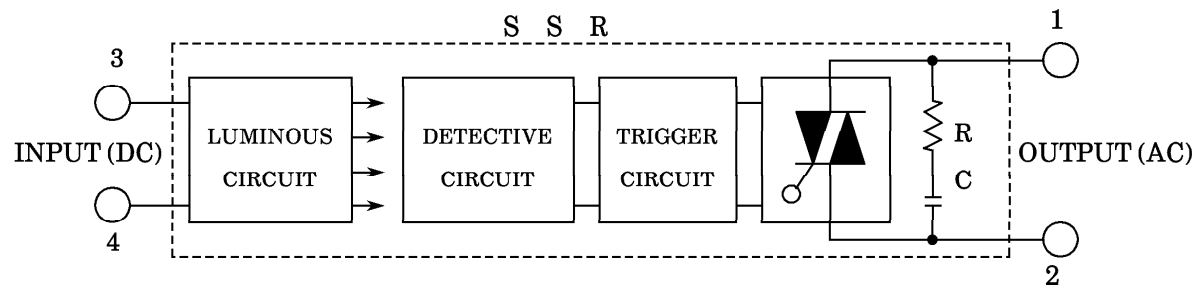 S S R
1
3
LUMINOUS
CIRCUIT
DETECTIVE
CIRCUIT
TRIGGER
CIRCUIT
R
C
INPUT (DC)
OUTPUT (AC)
4
2